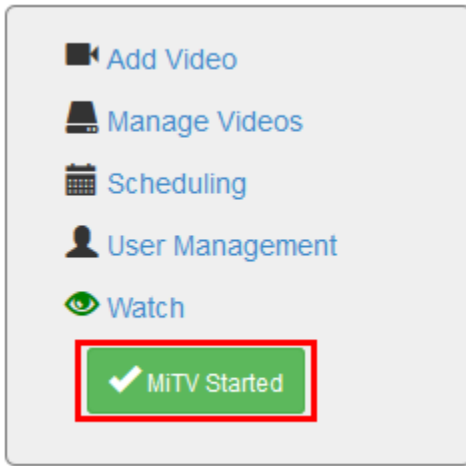 Add Video
Manage Videos
Scheduling
User Management
Watch
MiTV Started